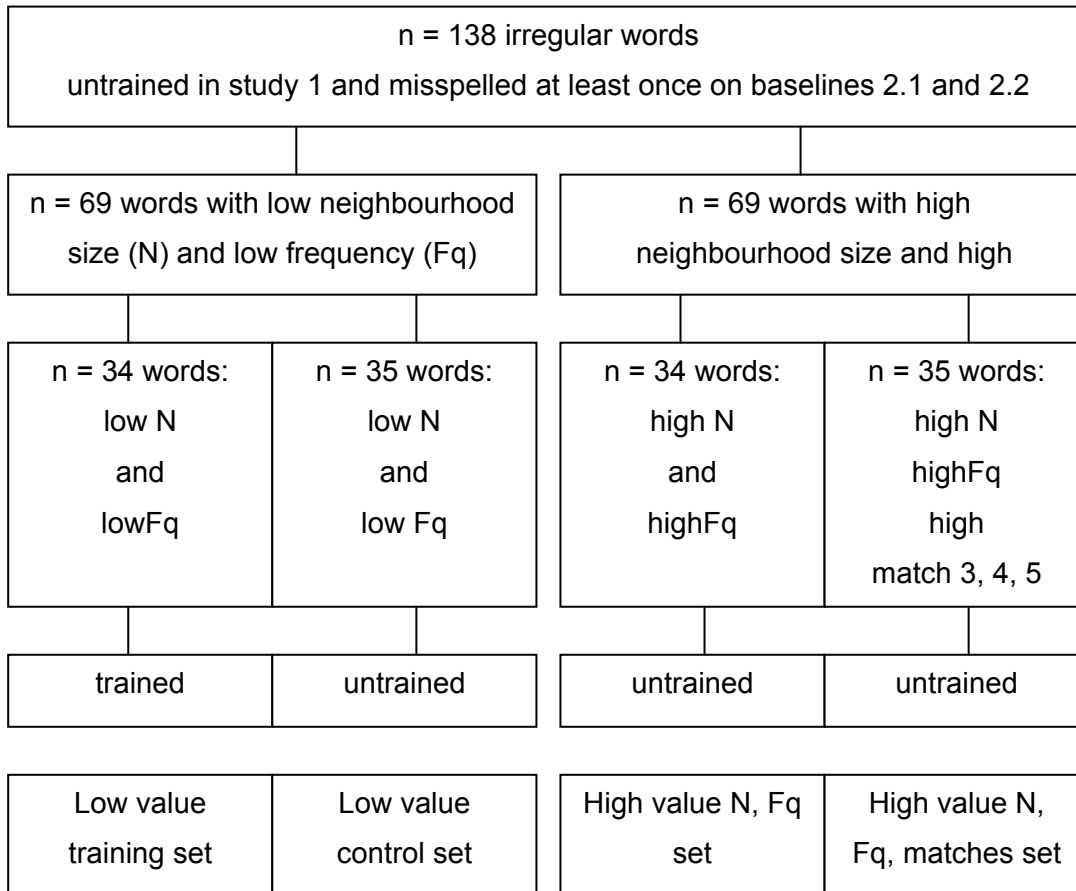 n = 138 irregular words
untrained in study 1 and misspelled at least once on baselines 2.1 and 2.2
n = 69 words with low neighbourhood
size (N) and low frequency (Fq)
n = 69 words with high
neighbourhood size and high
n = 34 words:
low N
and
lowFq
n = 35 words:
low N
and
low Fq
n = 34 words:
high N
and
highFq
n = 35 words:
high N
highFq
high
match 3, 4, 5
trained
untrained
untrained
untrained
Low value
training set
Low value
control set
High value N, Fq
set
High value N,
Fq, matches set